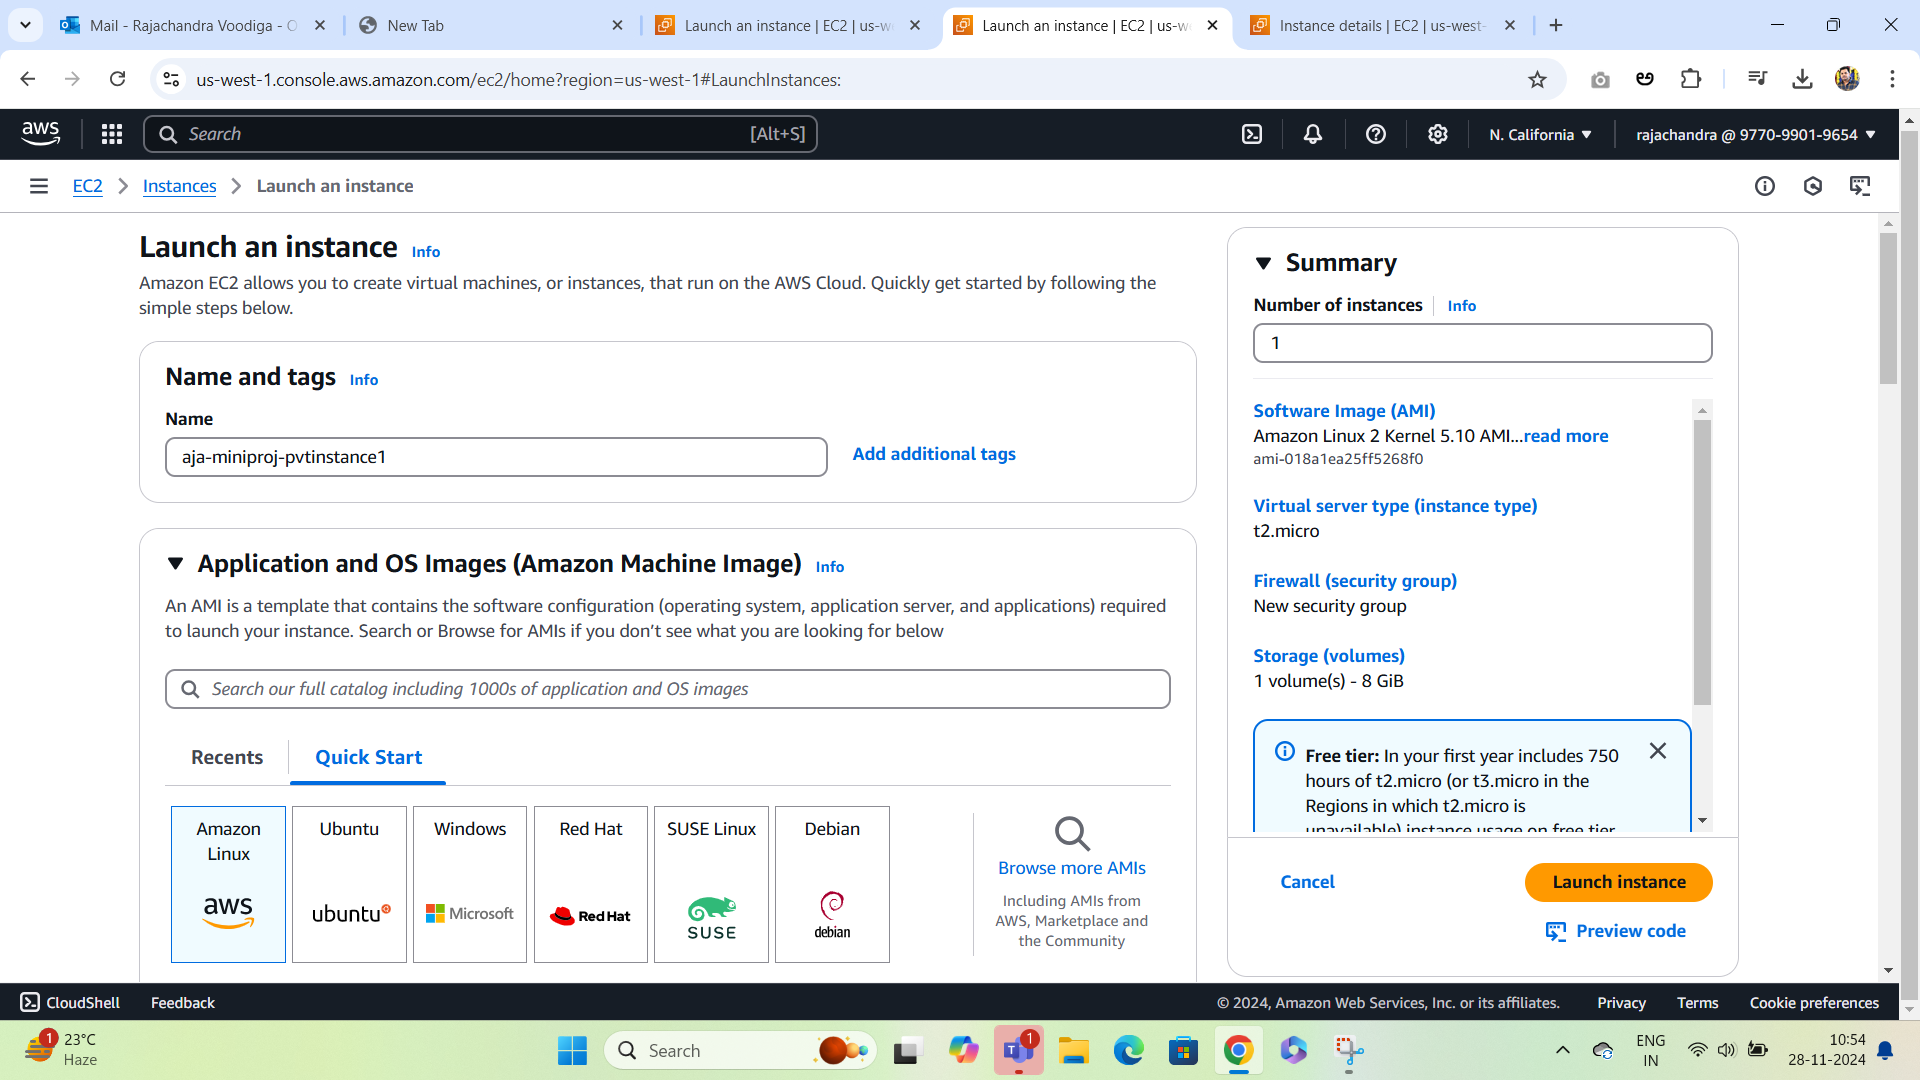 Mail - Rajachandra Voodiga - O
New Tab
Launch an instance | EC2 | us-we
Launch an instance | EC2 | us-we
Instance details | EC2 | us-west-
us-west-1.console.aws.amazon.com/ec2/home?region=us-west-1#LaunchInstances:
aws
Search
[Alt+S]
N. California
rajachandra @ 9770-9901-9654
EC2
Instances
Launch an instance
Launch an instance
Info
Amazon EC2 allows you to create virtual machines, or instances, that run on the AWS Cloud. Quickly get started by following the
simple steps below.
Name and tags
Info
Name
aja-miniproj-pvtinstance1
Add additional tags
Application and OS Images (Amazon Machine Image)
Info
An AMI is a template that contains the software configuration (operating system, application server, and applications) required
to launch your instance. Search or Browse for AMIs if you don’t see what you are looking for below
Search our full catalog including 1000s of application and OS images
Recents
Quick Start
Amazon
Linux
aws
Ubuntu
ubuntu
Windows
Microsoft
Red Hat
Red Hat
SUSE Linux
SUSE
Debian
debian
Browse more AMIs
Including AMIs from
AWS, Marketplace and
the Community
Summary
Number of instances
Info
1
Software Image (AMI)
Amazon Linux 2 Kernel 5.10 AMI...read more
ami-018a1ea25ff5268f0
Virtual server type (instance type)
t2.micro
Firewall (security group)
New security group
Storage (volumes)
1 volume(s) - 8 GiB
Free tier: In your first year includes 750
hours of t2.micro (or t3.micro in the
Regions in which t2.micro is
unavailable) instance usage on free tier
Cancel
Launch instance
Preview code
CloudShell
Feedback
© 2024, Amazon Web Services, Inc. or its affiliates.
Privacy
Terms
Cookie preferences
1
23°C
Haze
Search
1
ENG
IN
10:54
28-11-2024